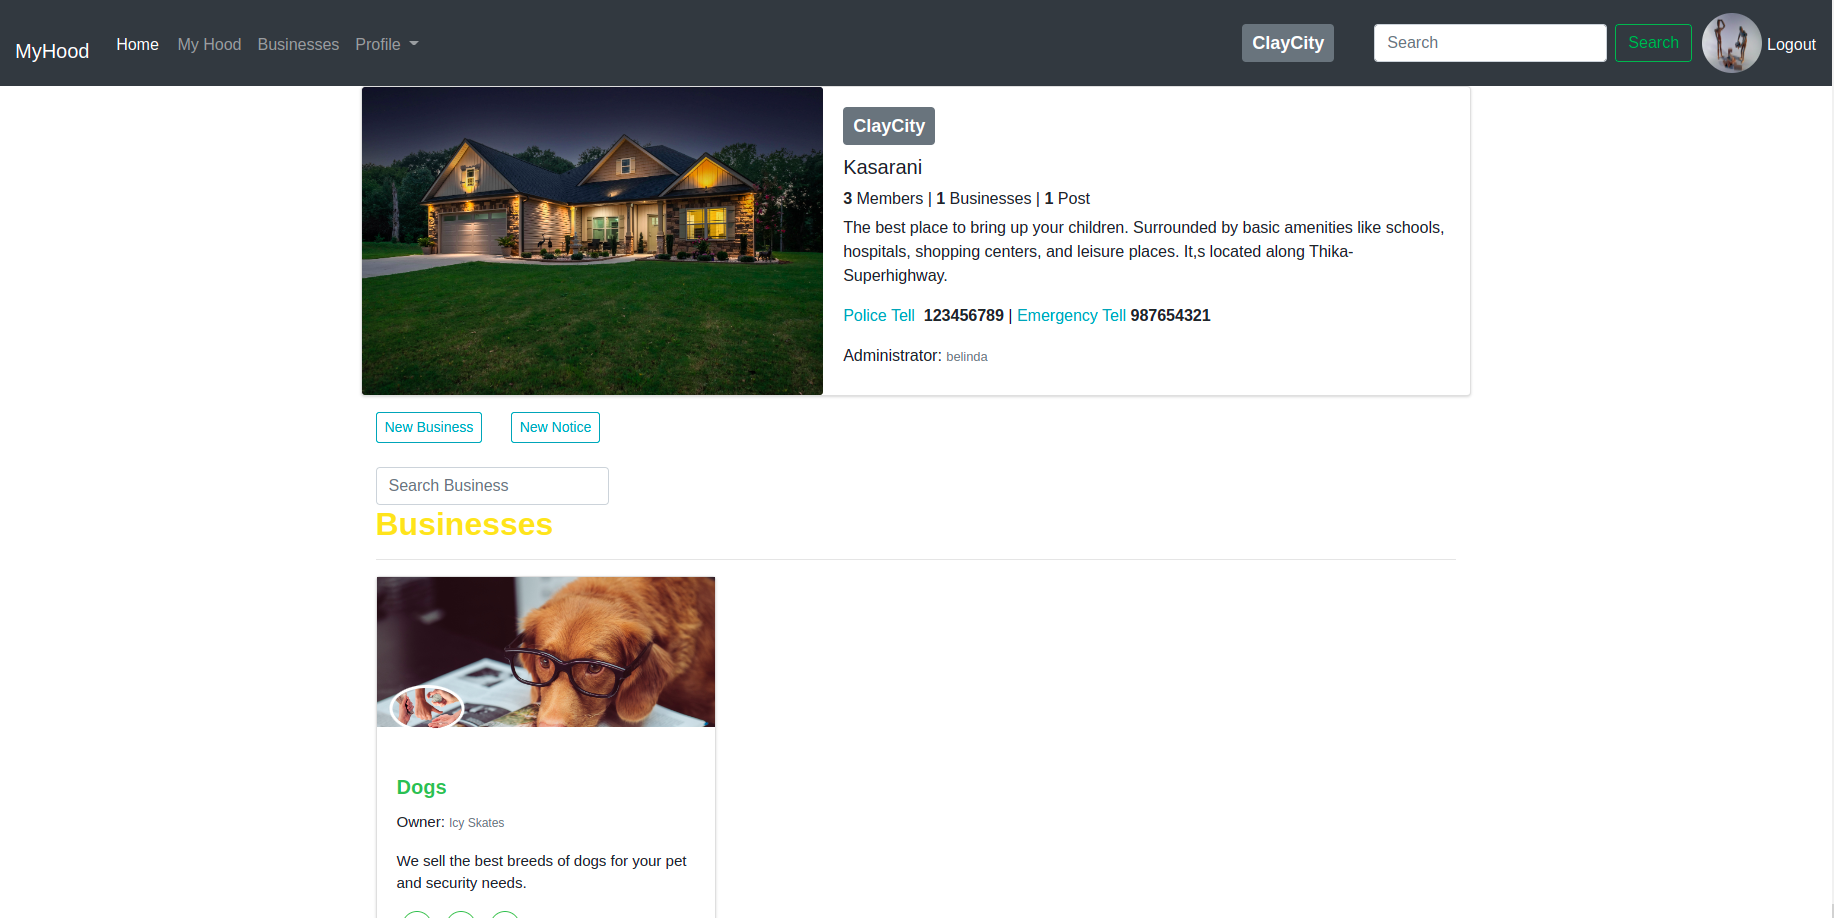 MyHood Home My Hood Businesses Profile ClayCity Search Search Logout
ClayCity
Kasarani
3 Members | 1 Businesses | 1 Post
The best place to bring up your children. Surrounded by basic amenities like schools,
hospitals, shopping centers, and leisure places. It,s located along Thika-
Superhighway.
Police Tell 123456789 | Emergency Tell 987654321
Administrator: belinda
New Business New Notice
Search Business
Businesses
Dogs
Owner: Icy Skates
We sell the best breeds of dogs for your pet
and security needs.